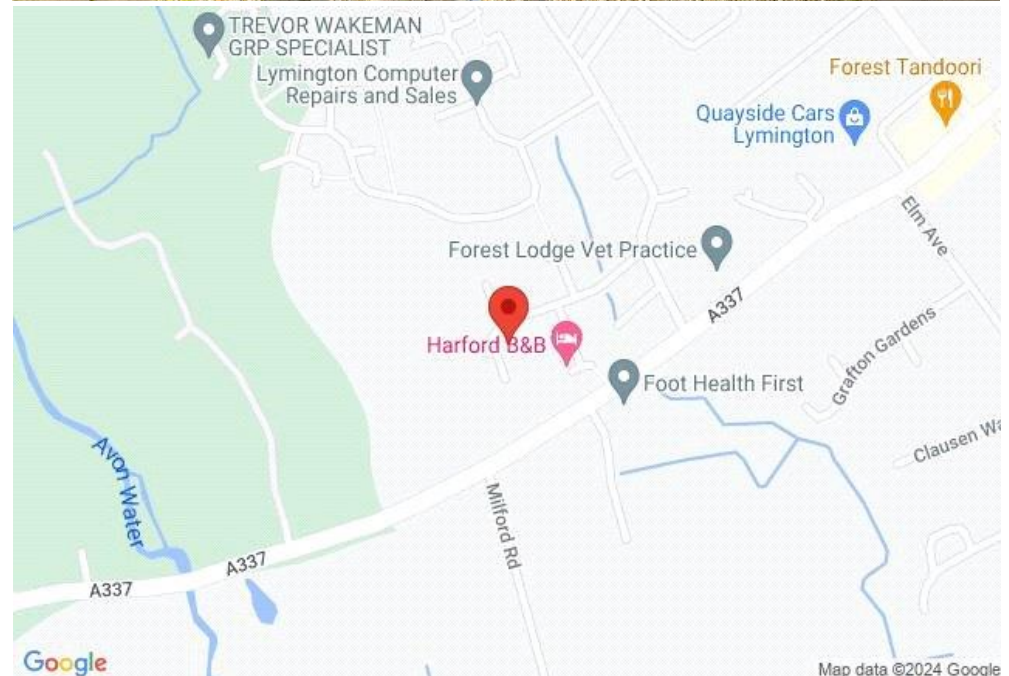 TREVOR WAKEMAN
GRP SPECIALIST
Lymington Computer
Repairs and Sales
Forest Tandoori
Quayside Cars
Lymington
Elm Ave
Forest Lodge Vet Practice
A337
Harford B&B
Grafton Gardens
Foot Health First
Clausen Wa
Avon Water
Milford Rd
A337
A337
Google
Map data ©2024 Google